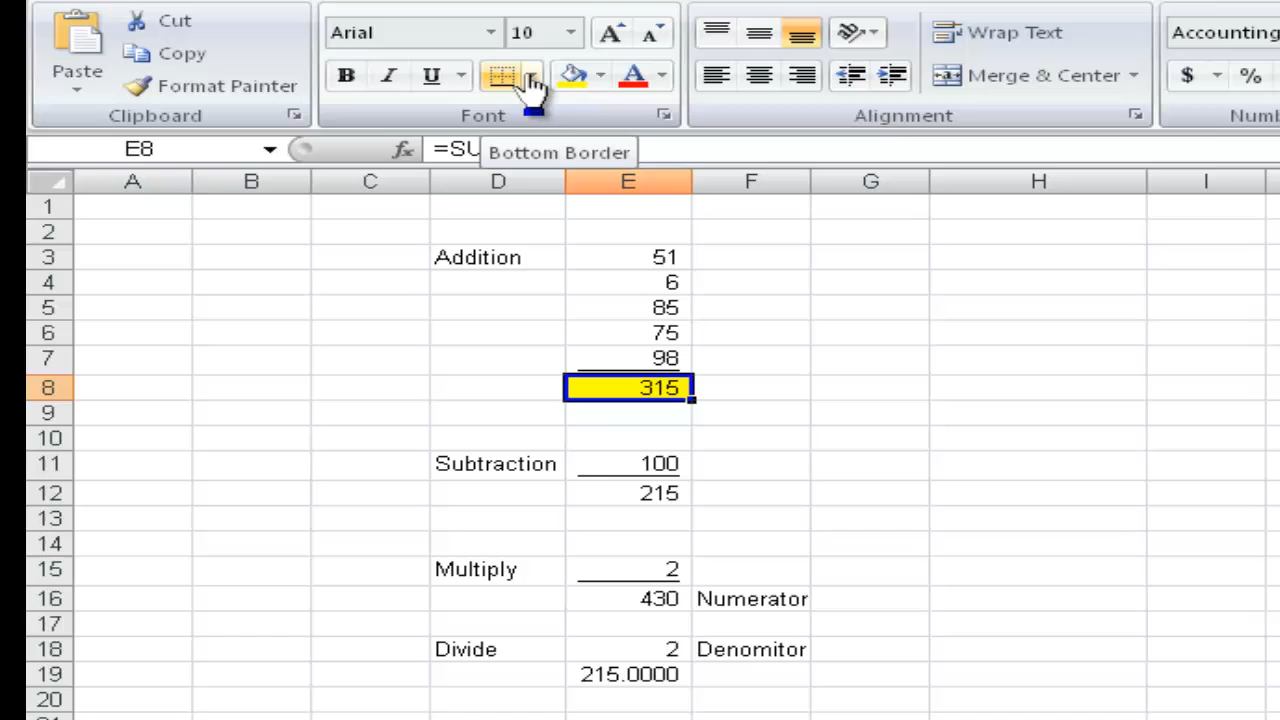 Cut
Copy
Format Painter
Paste
Clipboard
Arial
10
A A
B I U A
Font
Wrap Text
Merge & Center
Alignment
Accounting
$ %
Num
E8
fx =SU
Bottom Border
A B C D E F G H I
1
2
3 Addition 51
4 6
5 85
6 75
7 98
8 315
9
10
11 Subtraction 100
12 215
13
14
15 Multiply 2
16 430 Numerator
17
18 Divide 2 Denomitor
19 215.0000
20